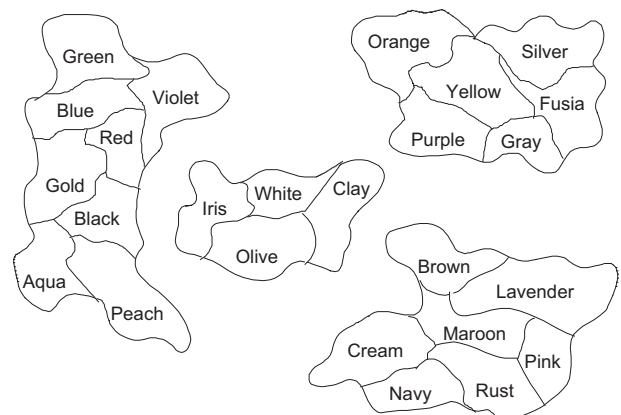 Green
Violet
Blue
Red
Gold
Black
Aqua
Peach
Iris
White
Clay
Olive
Orange
Silver
Yellow
Fusia
Purple
Gray
Brown
Lavender
Maroon
Cream
Pink
Navy
Rust